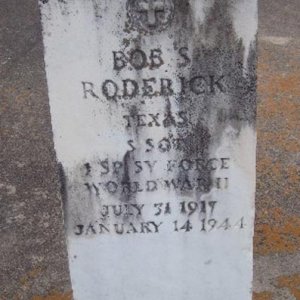 BOB S
RODERICK
TEXAS
S SGT
1 SP SV FORCE
WORLD WAR II
JULY 31 1917
JANUARY 14 1944